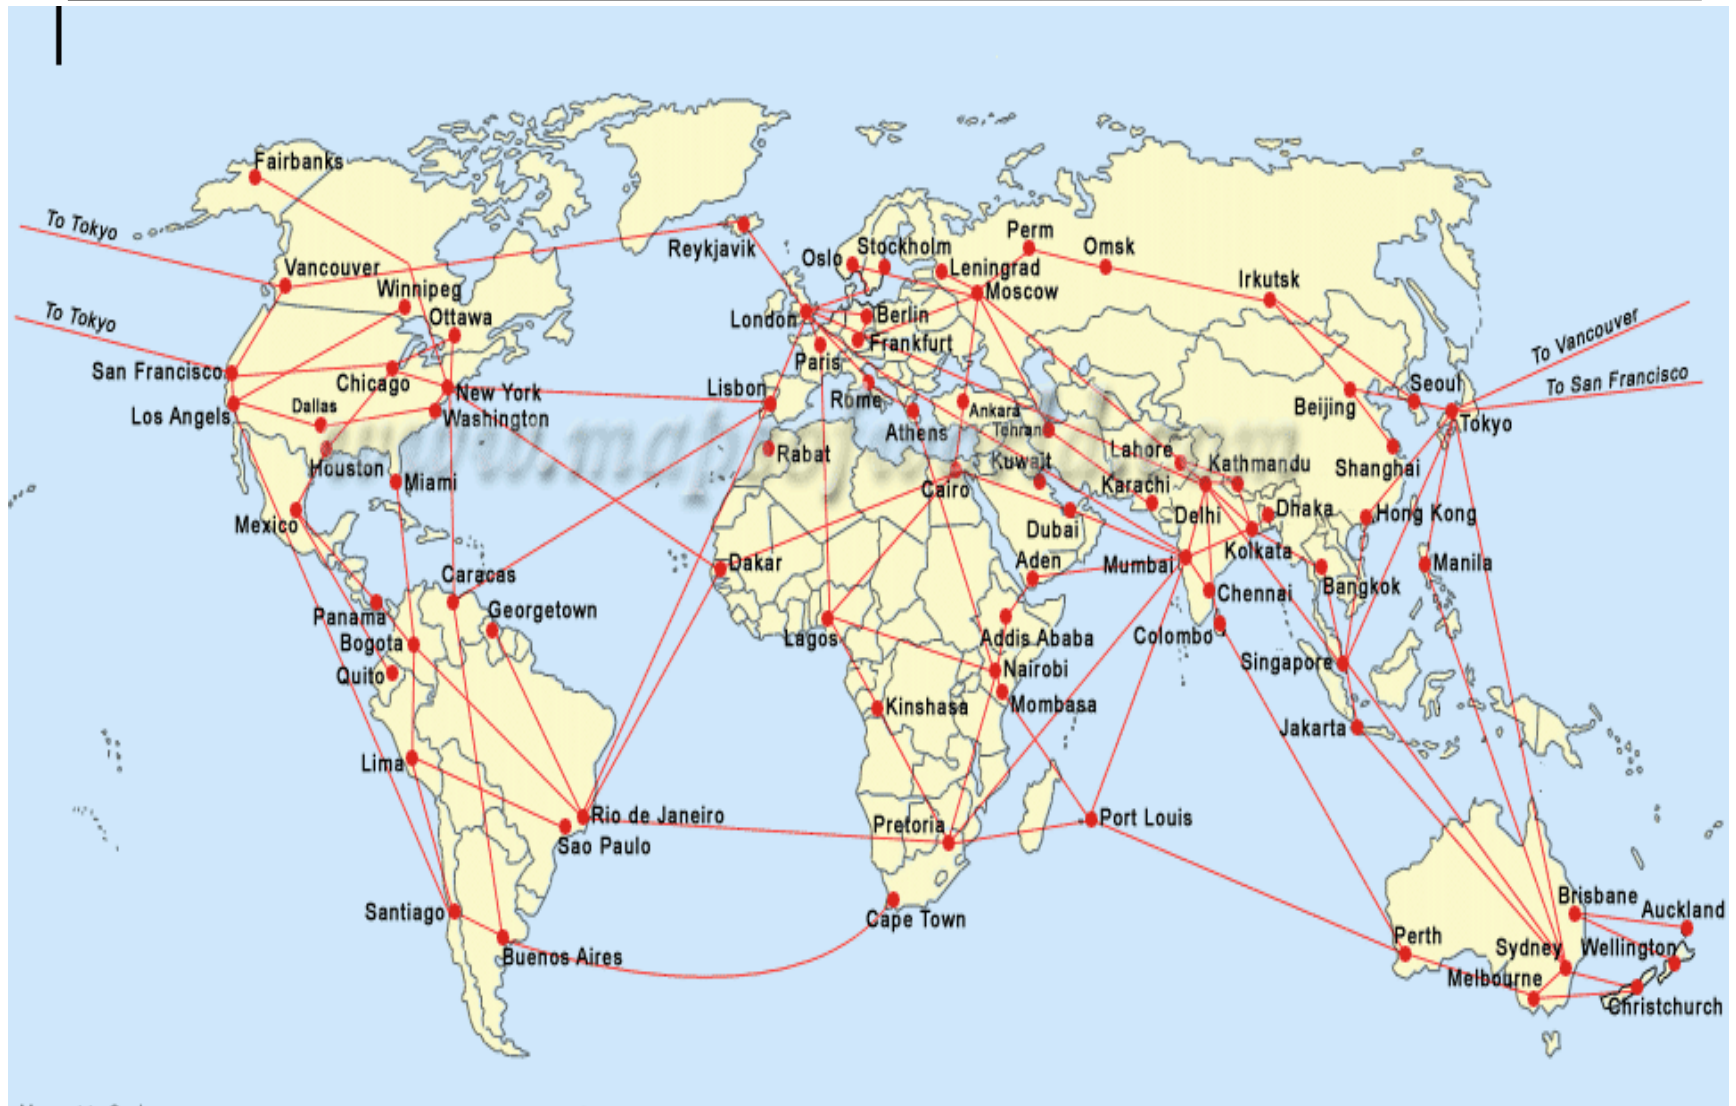 Fairbanks
To Tokyo
Reykjavik
Oslo
Stockholm
Perm
Omsk
Leningrad
Irkutsk
Vancouver
Winnipeg
Moscow
To Tokyo
Ottawa
London
Berlin
To Vancouver
San Francisco
Chicago
Paris
Frankfurt
To San Francisco
New York
Lisbon
Rome
Seoul
Los Angels
Dallas
Washington
Ankara
Beijing
Tokyo
Athens
Tehran
Houston
Rabat
Kuwait
Lahore
Kathmandu
Shanghai
Miami
Cairo
Karachi
Mexico
Dubai
Delhi
Dhaka
Hong Kong
Dakar
Aden
Mumbai
Kolkata
Manila
Caracas
Bangkok
Panama
Georgetown
Chennai
Bogota
Lagos
Addis Ababa
Colombo
Quito
Nairobi
Singapore
Kinshasa
Mombasa
Jakarta
Lima
Rio de Janeiro
Pretoria
Port Louis
Sao Paulo
Santiago
Cape Town
Brisbane
Auckland
Buenos Aires
Perth
Sydney
Wellington
Melbourne
Christchurch